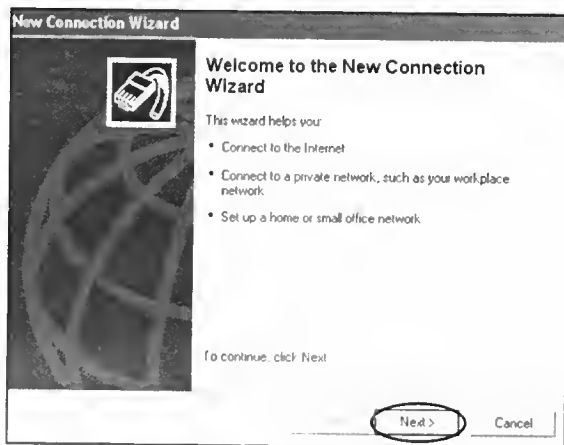 New Connection Wizard
Welcome to the New Connection
Wizard
This wizard helps you:
• Connect to the Internet
• Connect to a private network, such as your workplace
network
• Set up a home or small office network
To continue, click Next
Next >
Cancel